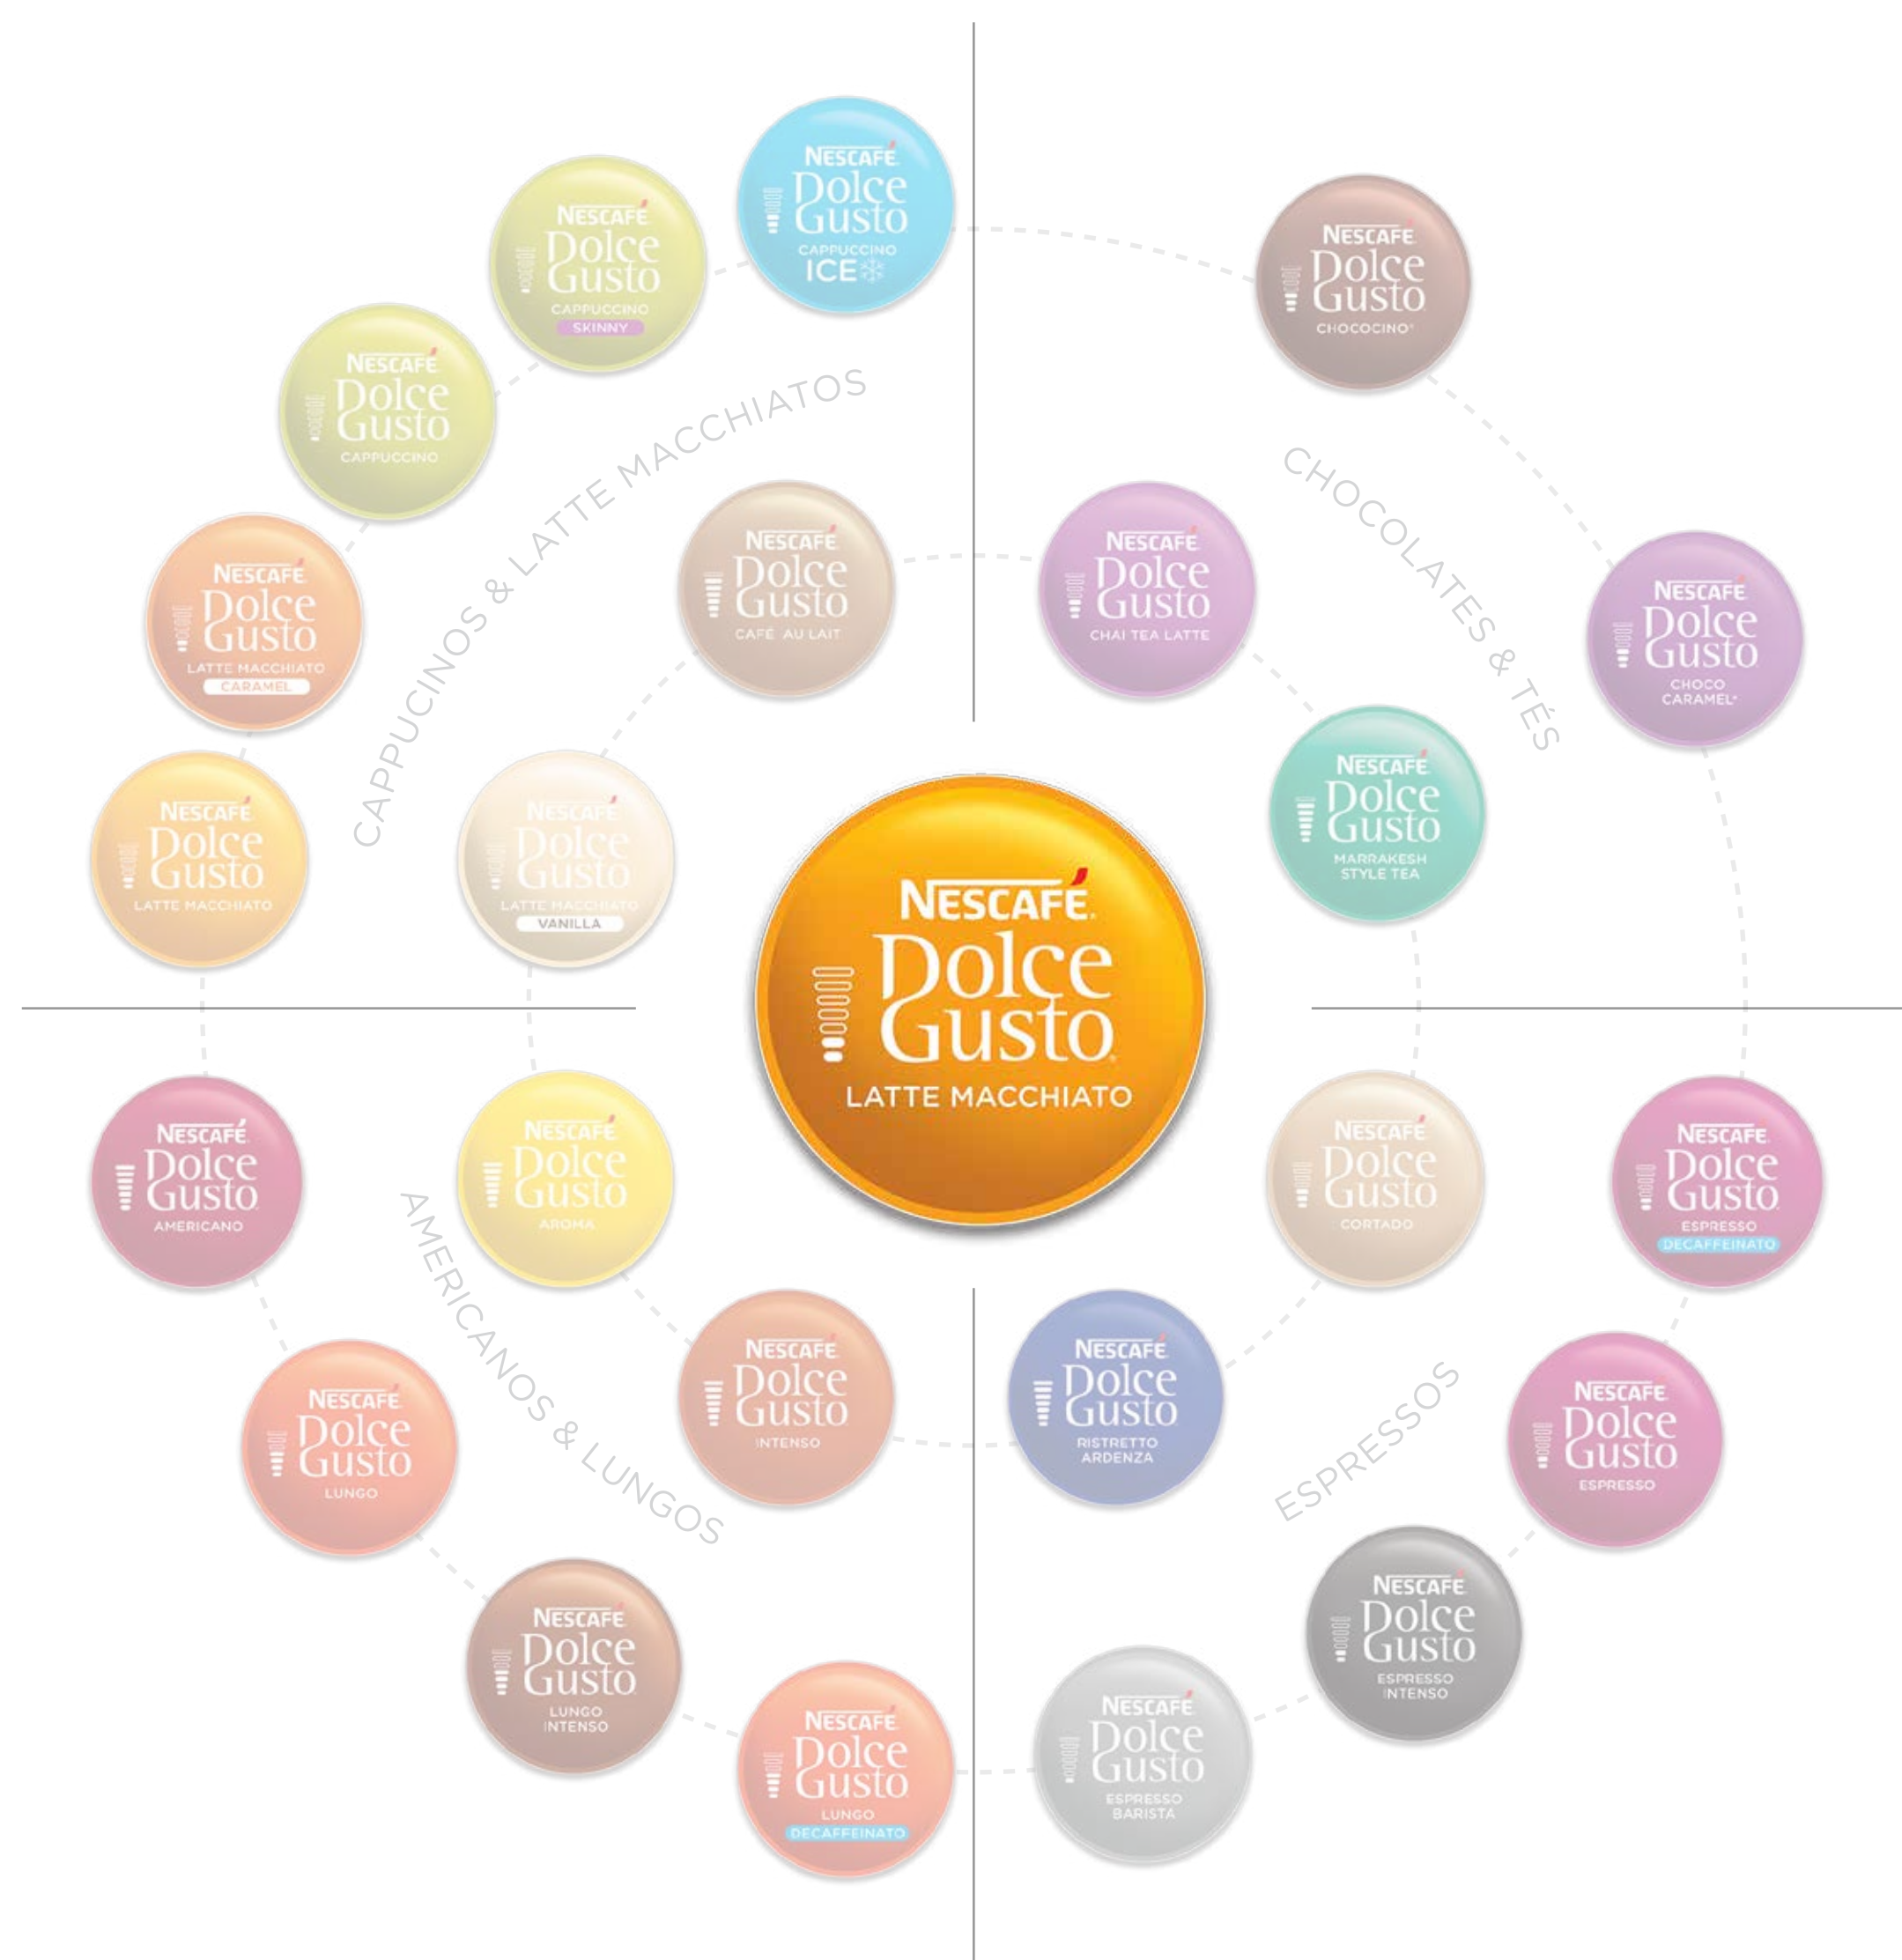 NESCAFÉ
Dolce
Gusto
CAPPUCCINO
ICE
NESCAFÉ
Dolce
Gusto
CAPPUCCINO
SKINNY
NESCAFÉ
Dolce
Gusto
CAPPUCCINO
NESCAFÉ
Dolce
Gusto
LATTE MACCHIATO
CARAMEL
NESCAFÉ
Dolce
Gusto
LATTE MACCHIATO
CAPPUCINOS & LATTE MACCHIATOS
NESCAFÉ
Dolce
Gusto
CAFÉ AU LAIT
NESCAFÉ
Dolce
Gusto
LATTE MACCHIATO
VANILLA
NESCAFÉ
Dolce
Gusto
CHOCOCINO*
CHOCOLATES & TÉS
NESCAFÉ
Dolce
Gusto
CHAI TEA LATTE
NESCAFÉ
Dolce
Gusto
CHOCO
CARAMEL*
NESCAFÉ
Dolce
Gusto
MARRAKESH
STYLE TEA
NESCAFÉ.
Dolce
Gusto
LATTE MACCHIATO
NESCAFÉ
Dolce
Gusto
AMERICANO
NESCAFÉ
Dolce
Gusto
AROMA
AMERICANOS & LUNGOS
NESCAFÉ
Dolce
Gusto
LUNGO
NESCAFÉ
Dolce
Gusto
INTENSO
NESCAFÉ
Dolce
Gusto
LUNGO
INTENSO
NESCAFÉ
Dolce
Gusto
LUNGO
DECAFFEINATO
NESCAFÉ
Dolce
Gusto
CORTADO
NESCAFÉ
Dolce
Gusto
ESPRESSO
DECAFFEINATO
NESCAFÉ
Dolce
Gusto
RISTRETTO
ARDENZA
ESPRESSOS
NESCAFÉ
Dolce
Gusto
ESPRESSO
NESCAFÉ
Dolce
Gusto
ESPRESSO
INTENSO
NESCAFÉ
Dolce
Gusto
ESPRESSO
BARISTA